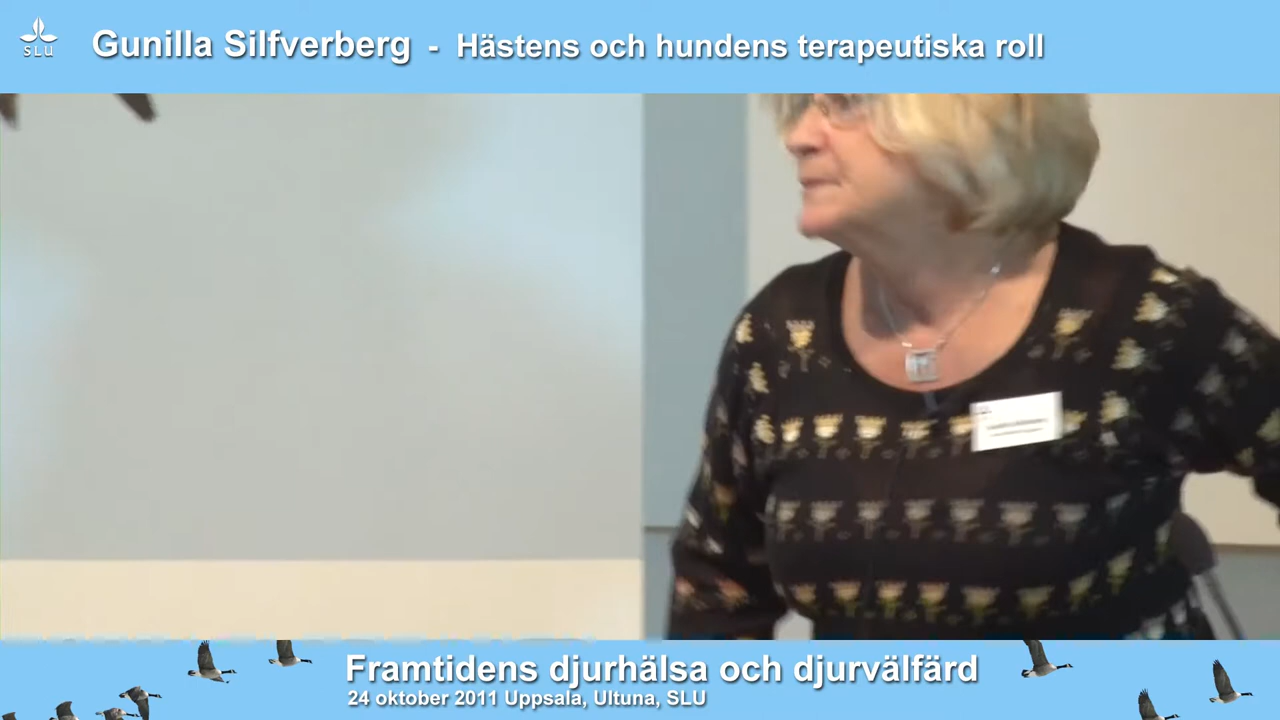 SLU
Gunilla Silfverberg - Hästens och hundens terapeutiska roll
Framtidens djurhälsa och djurvälfärd
24 oktober 2011 Uppsala, Ultuna, SLU